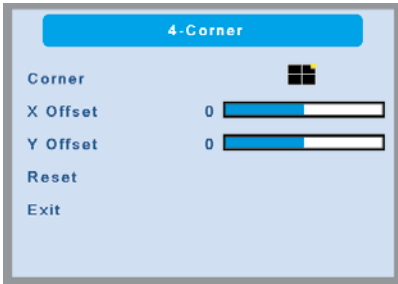 4-Corner
Corner
X Offset 0
Y Offset 0
Reset
Exit